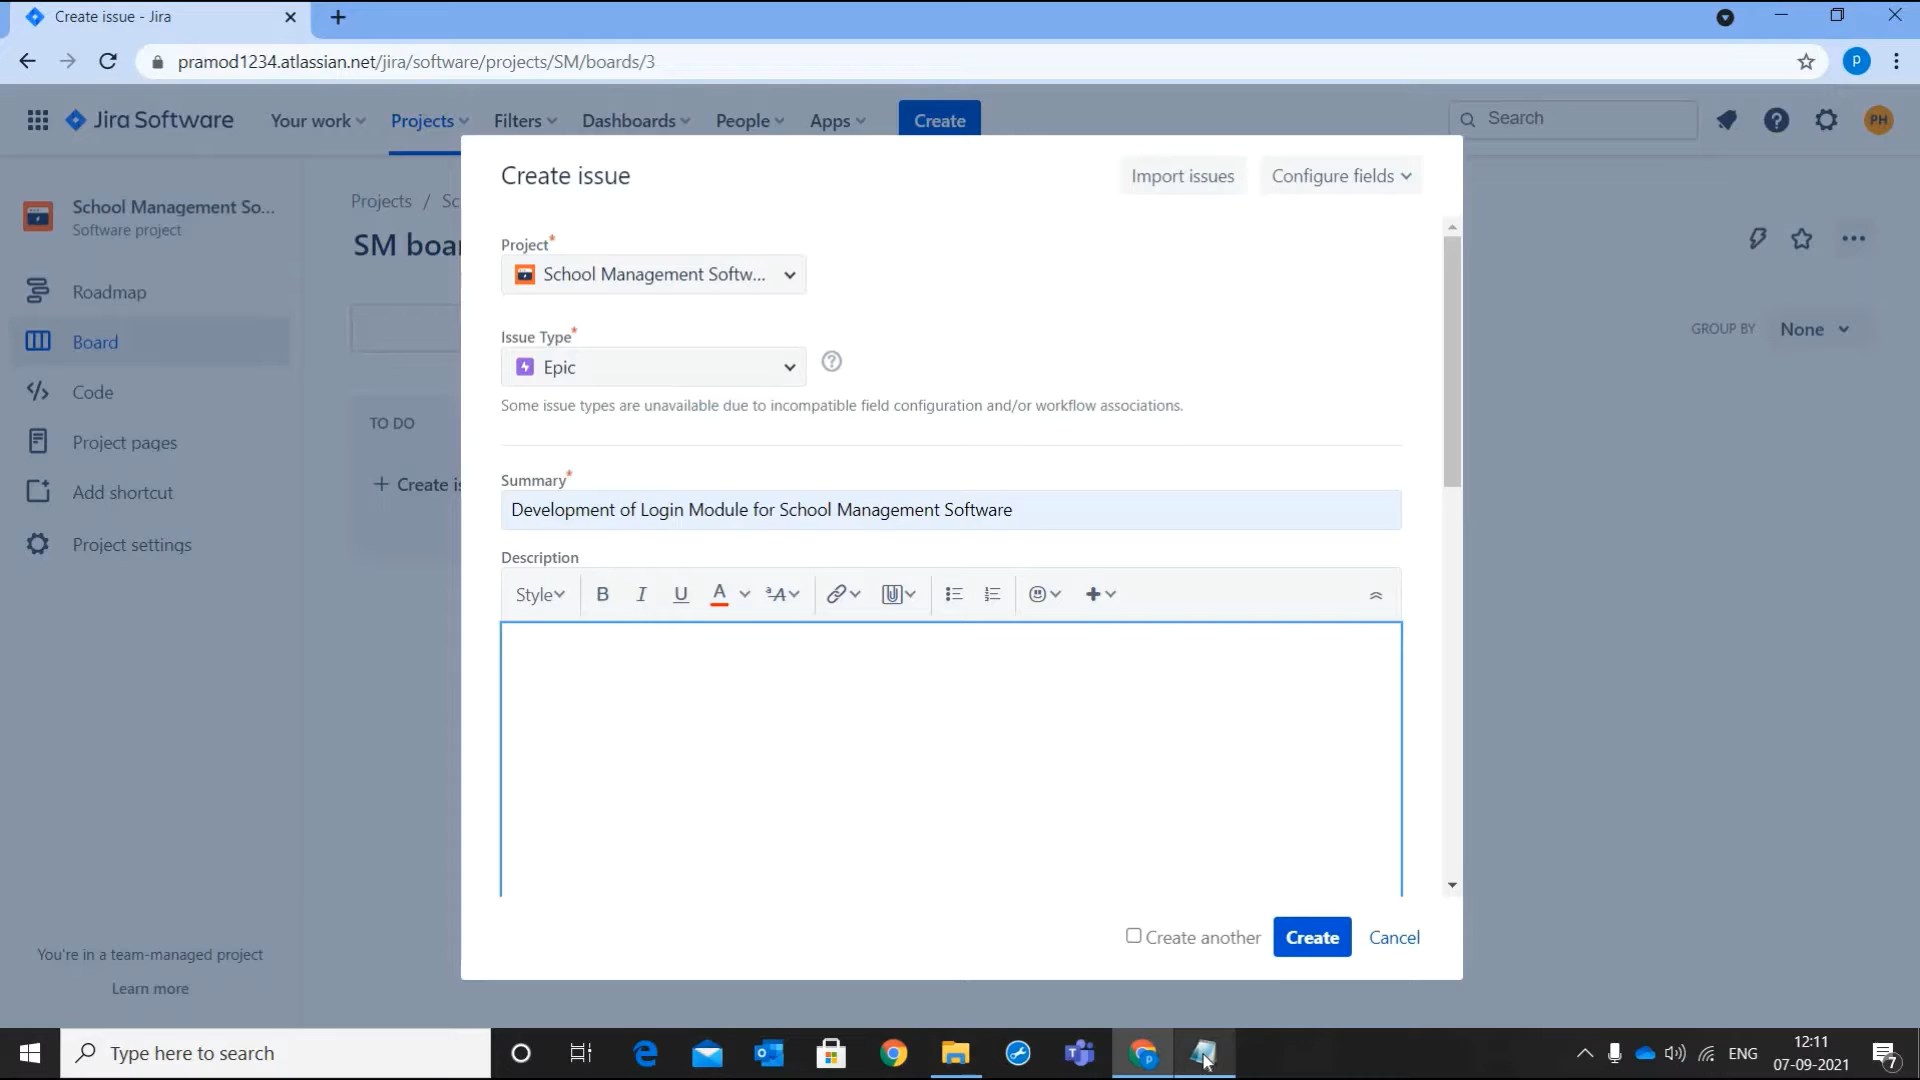 Create issue - Jira
pramod1234.atlassian.net/jira/software/projects/SM/boards/3
Jira Software
Your work
Projects
Filters
Dashboards
People
Apps
Create
Search
PH
School Management So...
Software project
Roadmap
Board
Code
Project pages
Add shortcut
Project settings
You're in a team-managed project
Learn more
Projects / Sc
SM boa
GROUP BY None
TO DO
+ Create i
Create issue
Import issues
Configure fields
Project*
School Management Softw...
Issue Type*
Epic
Some issue types are unavailable due to incompatible field configuration and/or workflow associations.
Summary*
Development of Login Module for School Management Software
Description
Style
B I U A
Create another
Create
Cancel
Type here to search
ENG
12:11
07-09-2021
7